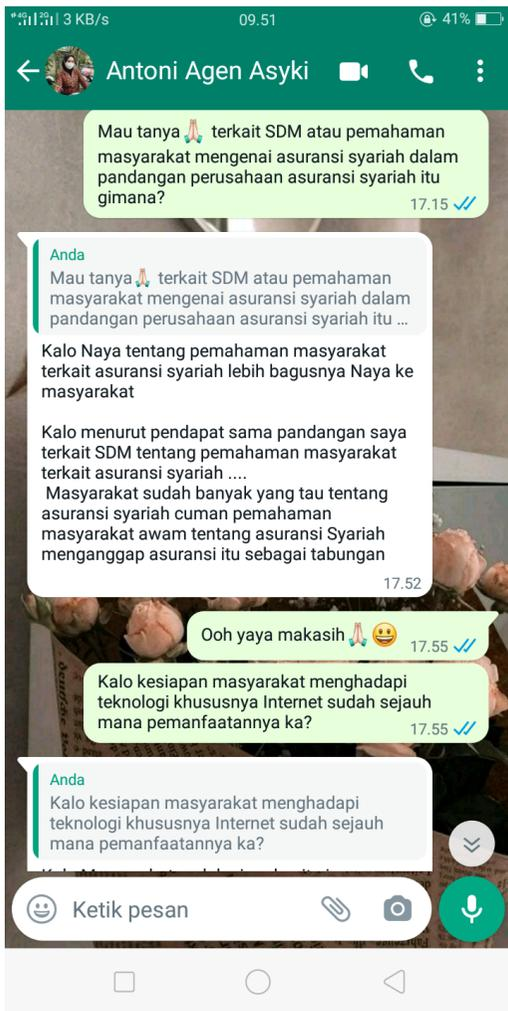 3 KB/s
09.51
41%
Antoni Agen Asyki
Mau tanya🙏🏻 terkait SDM atau pemahaman
masyarakat mengenai asuransi syariah dalam
pandangan perusahaan asuransi syariah itu
gimana?
17.15
Anda
Mau tanya🙏🏻 terkait SDM atau pemahaman
masyarakat mengenai asuransi syariah dalam
pandangan perusahaan asuransi syariah itu ...
Kalo Naya tentang pemahaman masyarakat
terkait asuransi syariah lebih bagusnya Naya ke
masyarakat
Kalo menurut pendapat sama pandangan saya
terkait SDM tentang pemahaman masyarakat
terkait asuransi syariah ....
Masyarakat sudah banyak yang tau tentang
asuransi syariah cuman pemahaman
masyarakat awam tentang asuransi Syariah
menganggap asuransi itu sebagai tabungan
17.52
Ooh yaya makasih🙏🏻😀
17.55
Kalo kesiapan masyarakat menghadapi
teknologi khususnya Internet sudah sejauh
mana pemanfaatannya ka?
17.55
Anda
Kalo kesiapan masyarakat menghadapi
teknologi khususnya Internet sudah sejauh
mana pemanfaatannya ka?
Ketik pesan